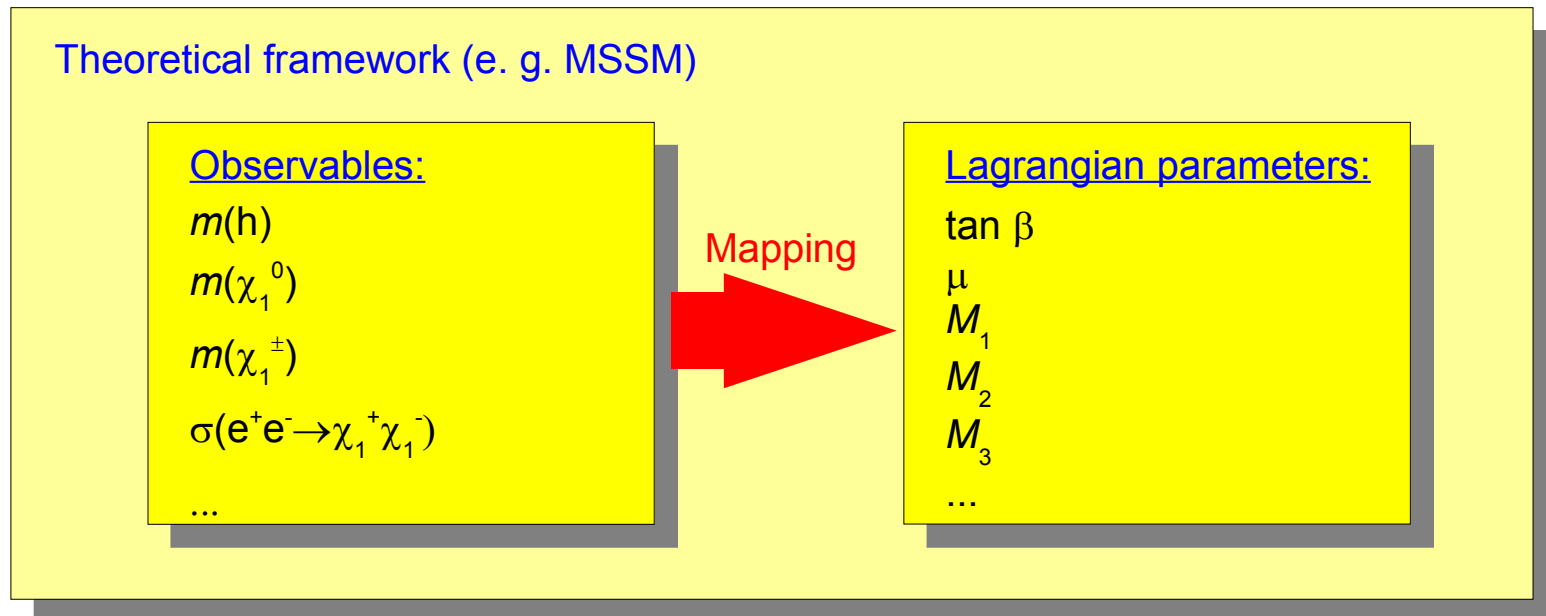 Theoretical framework (e. g. MSSM)
Observables:
m(h)
m(χ₁⁰)
m(χ₁±)
σ(e⁺e⁻→χ₁⁺χ₁⁻)
...
Mapping
Lagrangian parameters:
tan β
μ
M₁
M₂
M₃
...